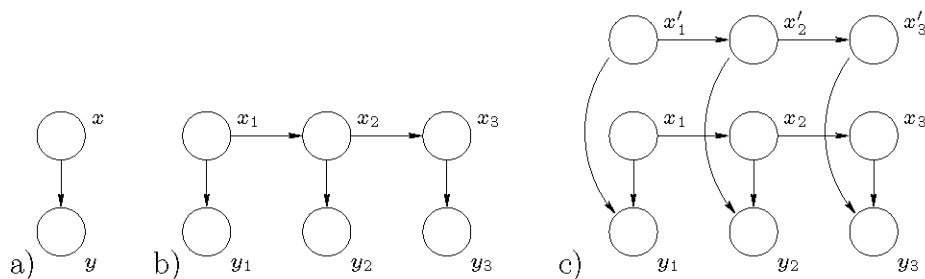 x′₁ x′₂ x′₃
x x₁ x₂ x₃ x₁ x₂ x₃
a) y b) y₁ y₂ y₃ c) y₁ y₂ y₃